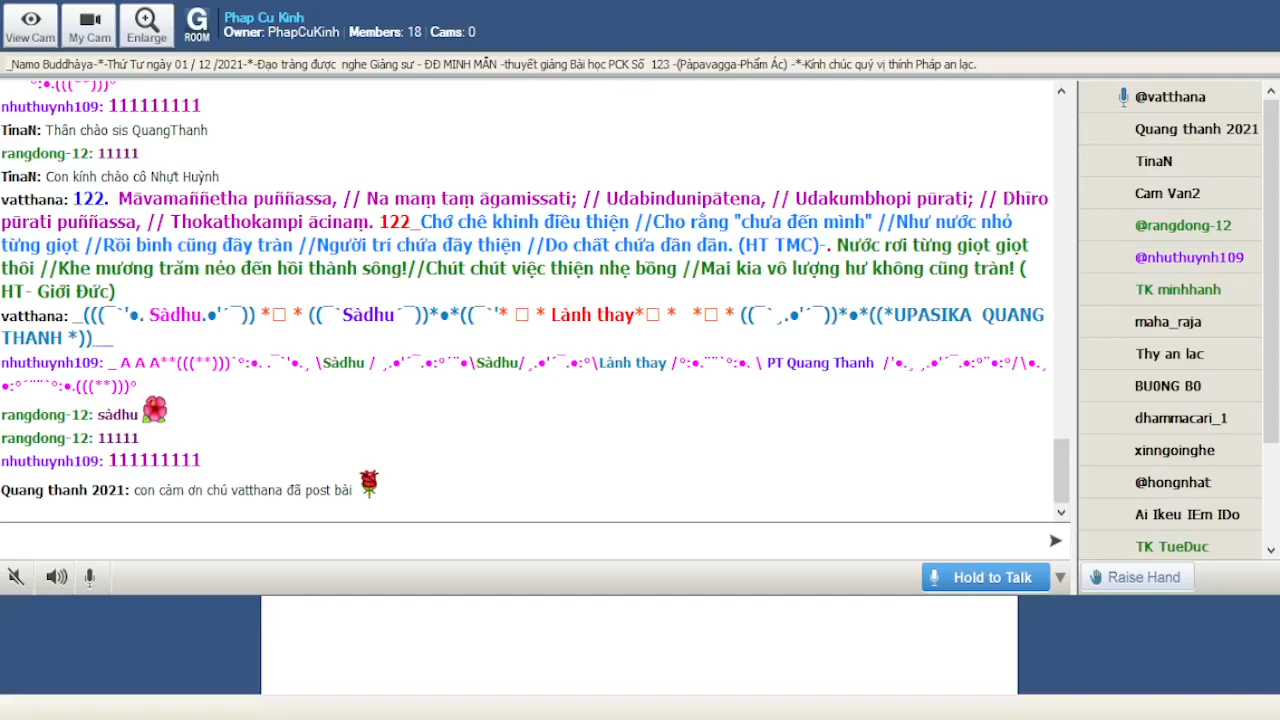 Phap Cu Kinh
View Cam My Cam Enlarge G ROOM Owner: PhapCuKinh Members: 18 Cams: 0
_Namo Buddhàya-*-Thứ Tư ngày 01 / 12 /2021-*-Đạo tràng được nghe Giảng sư - ĐĐ MINH MẪN -thuyết giảng Bài học PCK Số 123 -(Pàpavagga-Phẩm Ác) -*-Kính chúc quý vị thính Pháp an lạc.
nhuthuynh109: 111111111
TinaN: Thân chào sis QuangThanh
rangdong-12: 11111
TinaN: Con kính chào cô Nhựt Huỳnh
vatthana: 122. Māvamaññetha puññassa, // Na maṃ taṃ āgamissati; // Udabindunipātena, // Udakumbhopi pūrati; // Dhīro
pūrati puññassa, // Thokathokampi ācinaṃ. 122_Chớ chê khinh điều thiện //Cho rằng "chưa đến mình" //Như nước nhỏ
từng giọt //Rồi bình cũng đầy tràn //Người trí chứa đầy thiện //Do chất chứa dần dần. (HT TMC)-. Nước rơi từng giọt giọt
thôi //Khe mương trăm nẻo đến hồi thành sông!//Chút chút việc thiện nhẹ bồng //Mai kia vô lượng hư không cũng tràn! (
HT- Giới Đức)
vatthana: _(((¯`'•. Sàdhu.•'´¯)) *□ * ((¯`Sàdhu´¯))*•*((¯`'* □ * Lành thay*□ * *□ * ((¯`¸.•'´¯))*•*((*UPASIKA QUANG
THANH *))__
nhuthuynh109: _ A A A**(((**)))`°:•. .¯`'•.¸ \Sàdhu / ¸.•'´¯.•:°´¨•\Sàdhu/¸.•'´¯.•:°\Lành thay /°:•.¨¨`°:•. \ PT Quang Thanh /'•.¸ ¸.•'´¯.•:°¨•:°/\•.¸
•:°´¨¨`°:•.(((**)))°
rangdong-12: sàdhu
rangdong-12: 11111
nhuthuynh109: 111111111
Quang thanh 2021: con cảm ơn chú vatthana đã post bài
@vatthana
Quang thanh 2021
TinaN
Cam Van2
@rangdong-12
@nhuthuynh109
TK minhhanh
maha_raja
Thy an lac
BU0NG B0
dhammacari_1
xinngoinghe
@hongnhat
Ai Ikeu IEm IDo
TK TueDuc
Hold to Talk
Raise Hand